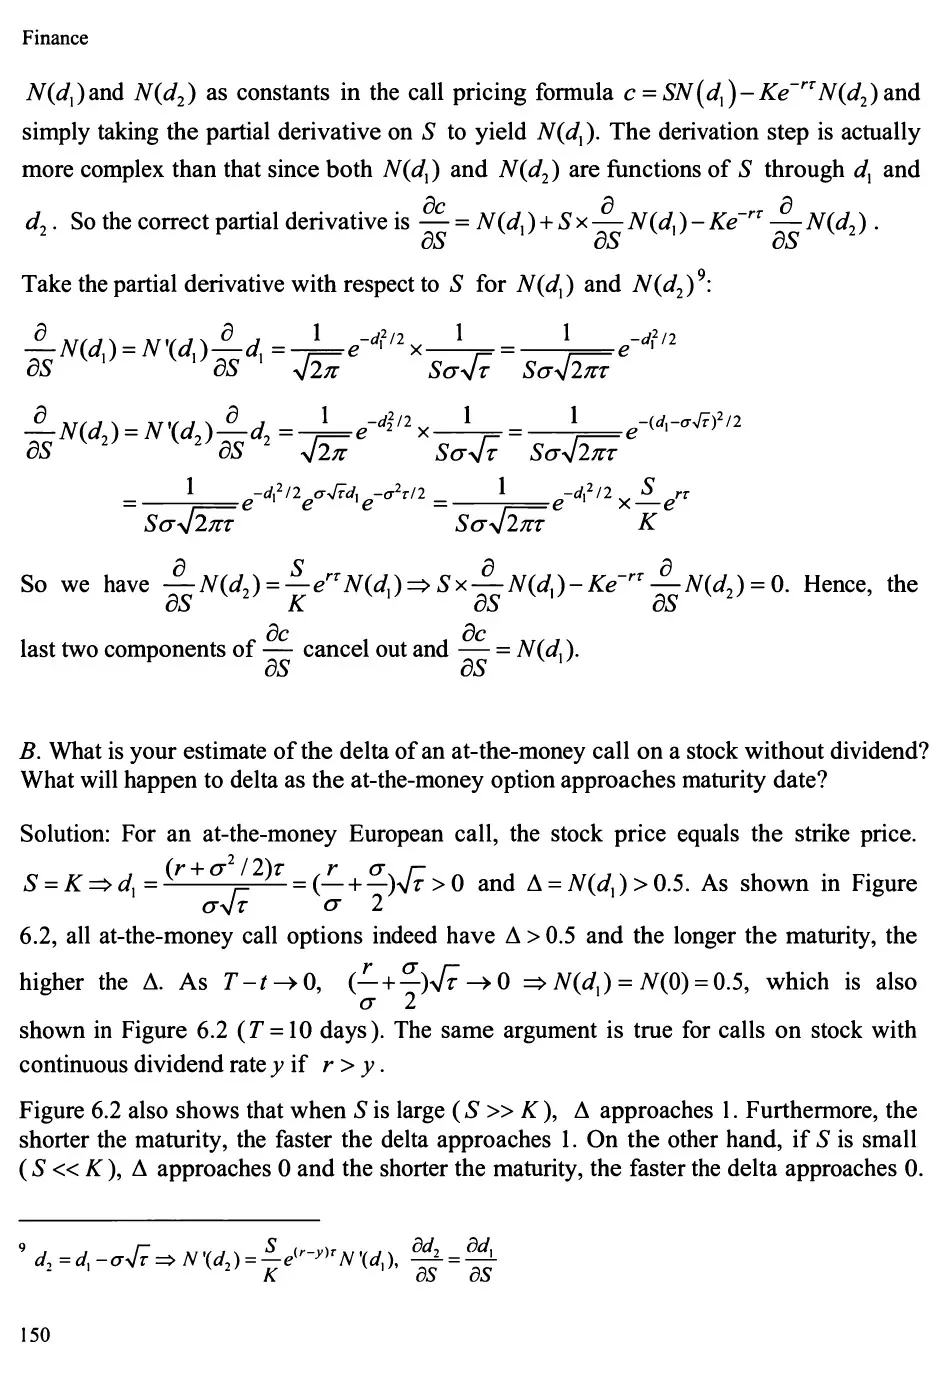 Finance
N(d₁)and N(d₂) as constants in the call pricing formula c = SN(d₁) − Ke^{−rτ}N(d₂) and
simply taking the partial derivative on S to yield N(d₁). The derivation step is actually
more complex than that since both N(d₁) and N(d₂) are functions of S through d₁ and
d₂. So the correct partial derivative is ∂c/∂S = N(d₁) + S × ∂/∂S N(d₁) − Ke^{−rτ} ∂/∂S N(d₂).
Take the partial derivative with respect to S for N(d₁) and N(d₂)⁹:
∂/∂S N(d₁) = N'(d₁) ∂/∂S d₁ = 1/√(2π) e^{−d₁²/2} × 1/(Sσ√τ) = 1/(Sσ√(2πτ)) e^{−d₁²/2}
∂/∂S N(d₂) = N'(d₂) ∂/∂S d₂ = 1/√(2π) e^{−d₂²/2} × 1/(Sσ√τ) = 1/(Sσ√(2πτ)) e^{−(d₁−σ√τ)²/2}
= 1/(Sσ√(2πτ)) e^{−d₁²/2} e^{σ√τd₁} e^{−σ²τ/2} = 1/(Sσ√(2πτ)) e^{−d₁²/2} × S/K e^{rτ}
So we have ∂/∂S N(d₂) = S/K e^{rτ} N(d₁) ⇒ S × ∂/∂S N(d₁) − Ke^{−rτ} ∂/∂S N(d₂) = 0. Hence, the
last two components of ∂c/∂S cancel out and ∂c/∂S = N(d₁).
B. What is your estimate of the delta of an at-the-money call on a stock without dividend?
What will happen to delta as the at-the-money option approaches maturity date?
Solution: For an at-the-money European call, the stock price equals the strike price.
S = K ⇒ d₁ = (r + σ²/2)τ/(σ√τ) = (r/σ + σ/2)√τ > 0 and Δ = N(d₁) > 0.5. As shown in Figure
6.2, all at-the-money call options indeed have Δ > 0.5 and the longer the maturity, the
higher the Δ. As T − t → 0, (r/σ + σ/2)√τ → 0 ⇒ N(d₁) = N(0) = 0.5, which is also
shown in Figure 6.2 (T = 10 days). The same argument is true for calls on stock with
continuous dividend rate y if r > y.
Figure 6.2 also shows that when S is large (S >> K), Δ approaches 1. Furthermore, the
shorter the maturity, the faster the delta approaches 1. On the other hand, if S is small
(S << K), Δ approaches 0 and the shorter the maturity, the faster the delta approaches 0.
⁹ d₂ = d₁ − σ√τ ⇒ N'(d₂) = S/K e^{(r−y)τ} N'(d₁), ∂d₂/∂S = ∂d₁/∂S
150